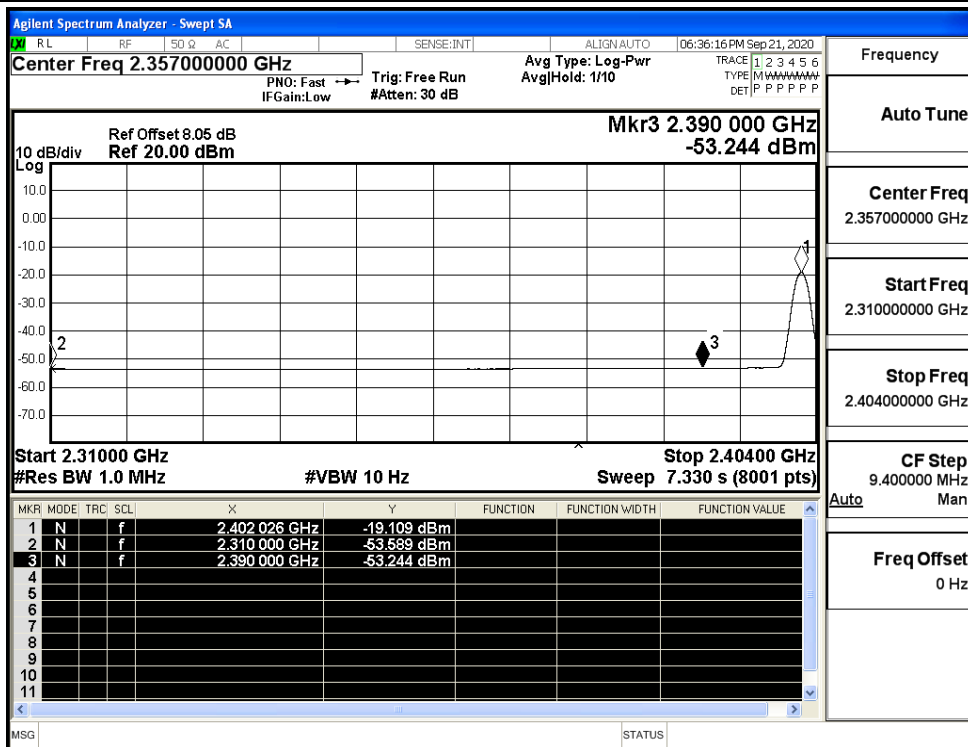 Agilent Spectrum Analyzer - Swept SA
LXI RL RF 50 Ω AC SENSE:INT ALIGN AUTO 06:36:16 PM Sep 21, 2020
Center Freq 2.357000000 GHz
PNO: Fast
IFGain:Low
Trig: Free Run
#Atten: 30 dB
Avg Type: Log-Pwr
Avg|Hold: 1/10
TRACE 1 2 3 4 5 6
TYPE M WWWWW
DET P P P P P P
Ref Offset 8.05 dB
Ref 20.00 dBm
10 dB/div
Log
Mkr3 2.390 000 GHz
-53.244 dBm
10.0
0.00
-10.0
-20.0
-30.0
-40.0
-50.0
-60.0
-70.0
1
2
3
Start 2.31000 GHz Stop 2.40400 GHz
#Res BW 1.0 MHz #VBW 10 Hz Sweep 7.330 s (8001 pts)
MKR MODE TRC SCL X Y FUNCTION FUNCTION WIDTH FUNCTION VALUE
1 N f 2.402 026 GHz -19.109 dBm
2 N f 2.310 000 GHz -53.589 dBm
3 N f 2.390 000 GHz -53.244 dBm
4
5
6
7
8
9
10
11
MSG STATUS
Frequency
Auto Tune
Center Freq
2.357000000 GHz
Start Freq
2.310000000 GHz
Stop Freq
2.404000000 GHz
CF Step
9.400000 MHz
Auto Man
Freq Offset
0 Hz